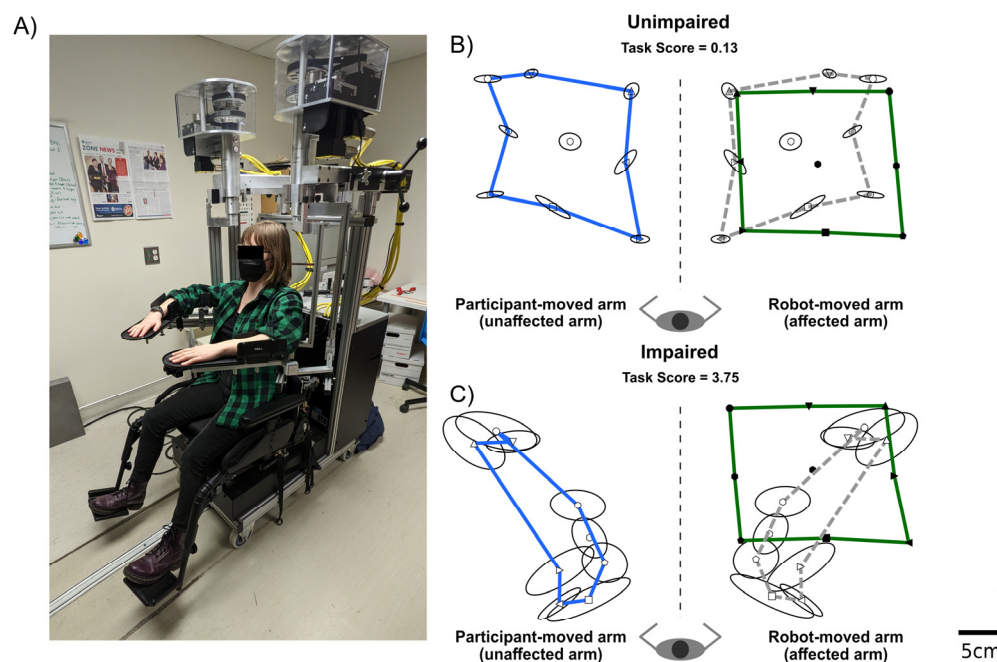 A)
ZONE NEWS
Unimpaired
Task Score = 0.13
B)
Participant-moved arm
(unaffected arm)
Robot-moved arm
(affected arm)
Impaired
Task Score = 3.75
C)
Participant-moved arm
(unaffected arm)
Robot-moved arm
(affected arm)
5cm